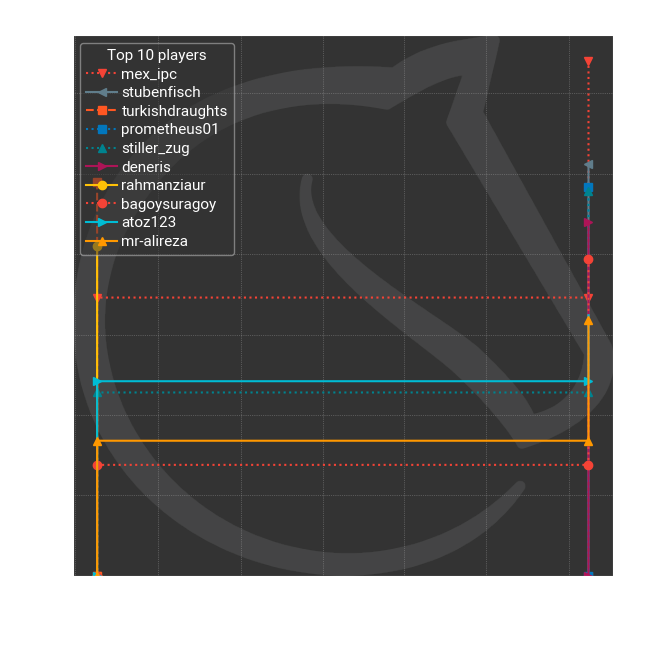 Top 10 players
mex_ipc
stubenfisch
turkishdraughts
prometheus01
stiller_zug
deneris
rahmanziaur
bagoysuragoy
atoz123
mr-alireza